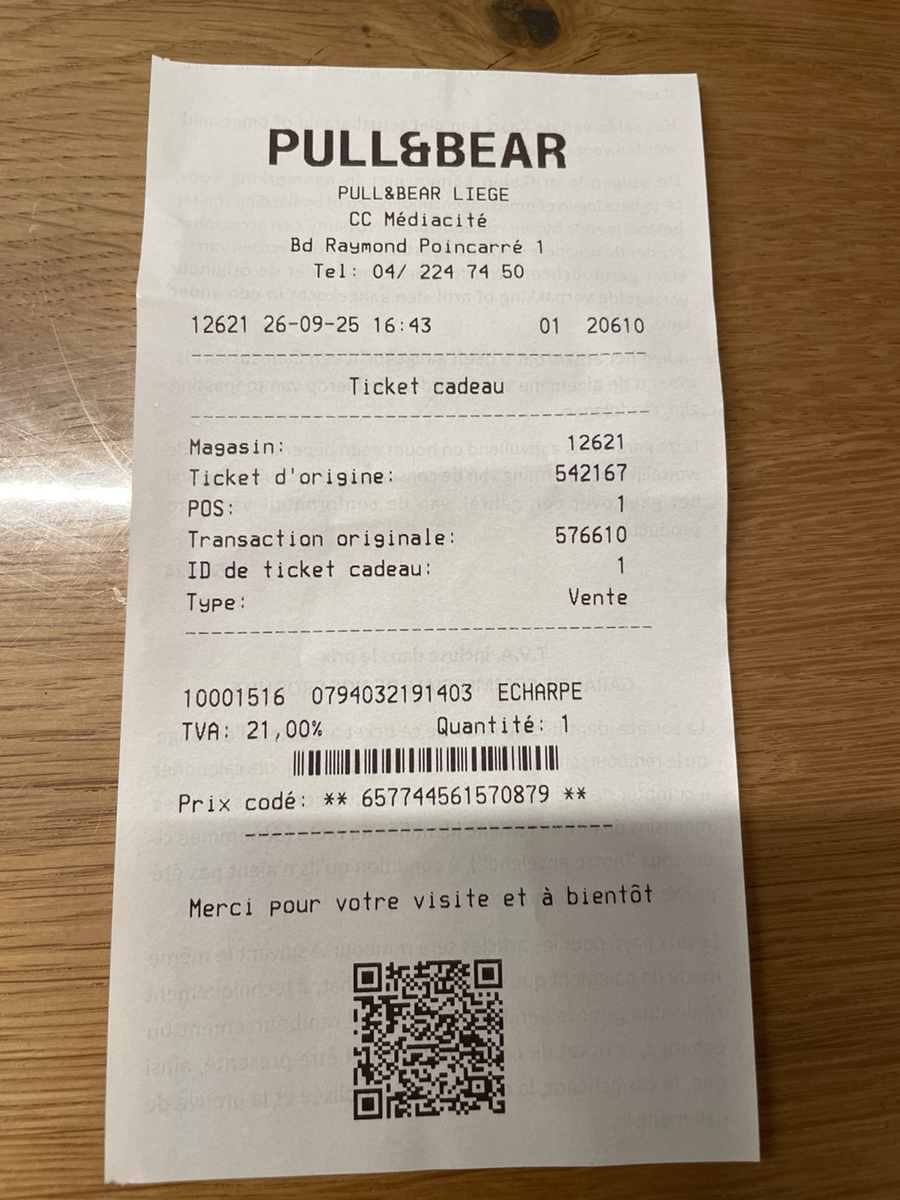 PULL&BEAR
PULL&BEAR LIEGE
CC Médiacité
Bd Raymond Poincarré 1
Tel: 04/ 224 74 50
12621 26-09-25 16:43 01 20610
Ticket cadeau
Magasin: 12621
Ticket d'origine: 542167
POS: 1
Transaction originale: 576610
ID de ticket cadeau: 1
Type: Vente
10001516 0794032191403 ECHARPE
TVA: 21,00% Quantité: 1
Prix codé: ** 657744561570879 **
Merci pour votre visite et à bientôt